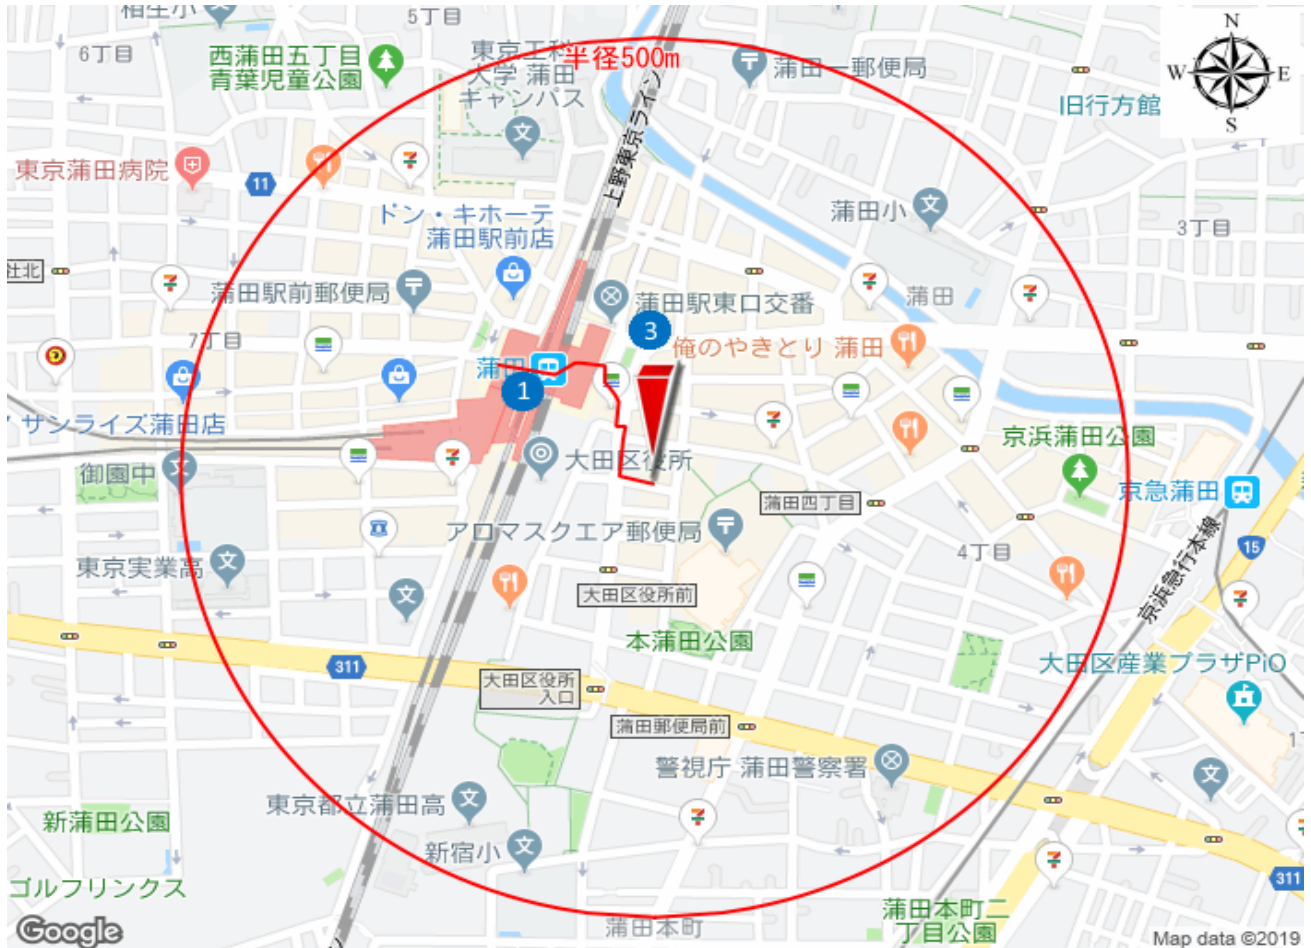 相生小
5丁目
6丁目
西蒲田五丁目
青葉児童公園
東京工科
大学 蒲田
キャンパス
半径500m
蒲田一郵便局
N
W
E
S
旧行方館
東京蒲田病院
11
上野東京ライン
ドン・キホーテ
蒲田駅前店
蒲田小
3丁目
社北
蒲田駅前郵便局
蒲田駅東口交番
蒲田
7丁目
3
俺のやきとり 蒲田
蒲田
1
サンライズ蒲田店
御園中
大田区役所
京浜蒲田公園
蒲田四丁目
京急蒲田
アロマスクエア郵便局
4丁目
15
東京実業高
大田区役所前
京浜急行本線
本蒲田公園
311
大田区役所
入口
大田区産業プラザPiO
蒲田郵便局前
警視庁 蒲田警察署
東京都立蒲田高
新蒲田公園
新宿小
ゴルフリンクス
311
蒲田本町
蒲田本町二
丁目公園
Google
Map data ©2019